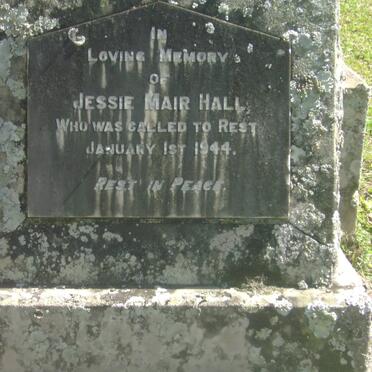 IN
LOVING MEMORY
OF
JESSIE MAIR HALL
WHO WAS CALLED TO REST
JANUARY 1ST 1944.
REST IN PEACE.